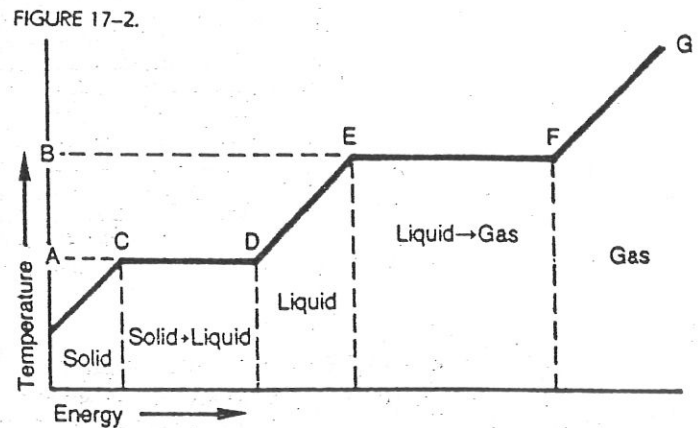 FIGURE 17–2.
G
B
E
F
Liquid→Gas
Gas
A
C
D
Liquid
Solid→Liquid
Solid
Temperature
Energy